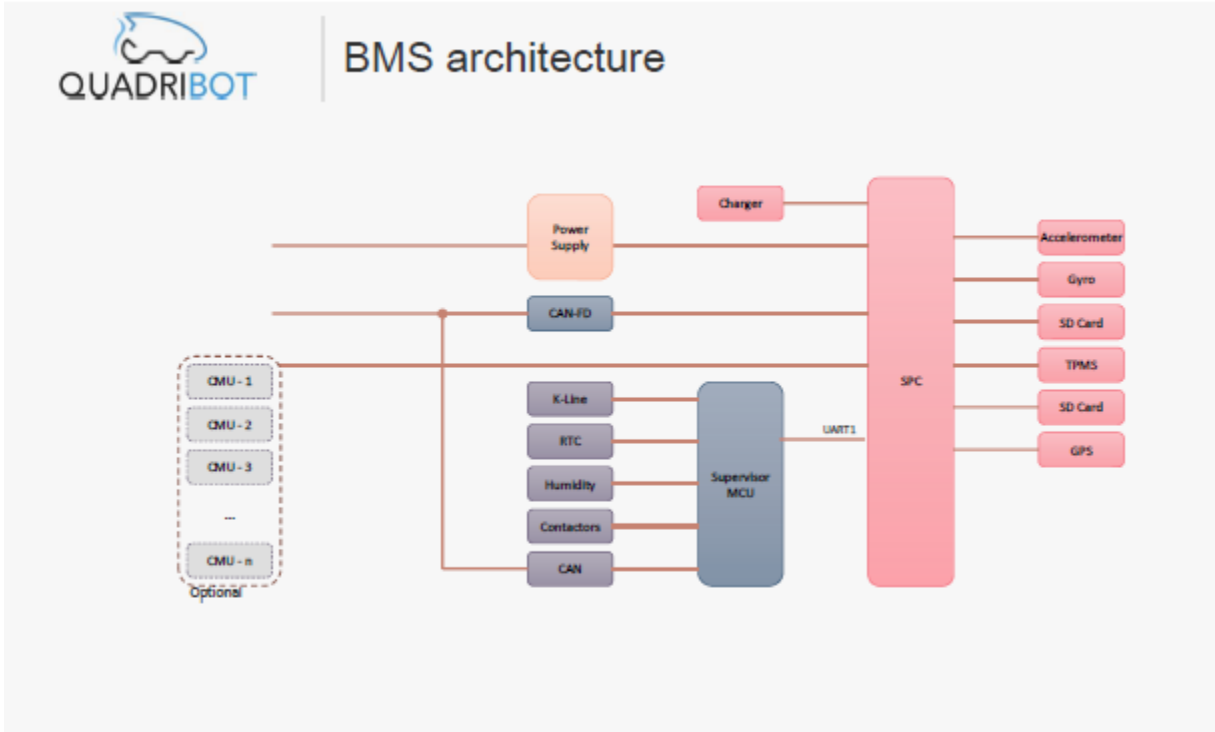 QUADRIBOT
BMS architecture
Power
Supply
Charger
CAN-FD
SPC
Accelerometer
Gyro
SD Card
TPMS
SD Card
GPS
CMU - 1
CMU - 2
CMU - 3
...
CMU - n
Optional
K-Line
RTC
Humidity
Contactors
CAN
Supervisor
MCU
UART1